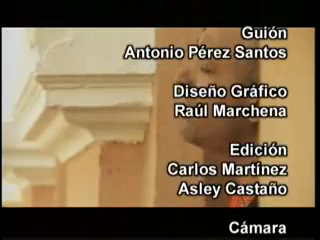 Guión
Antonio Pérez Santos
Diseño Gráfico
Raúl Marchena
Edición
Carlos Martínez
Asley Castaño
Cámara